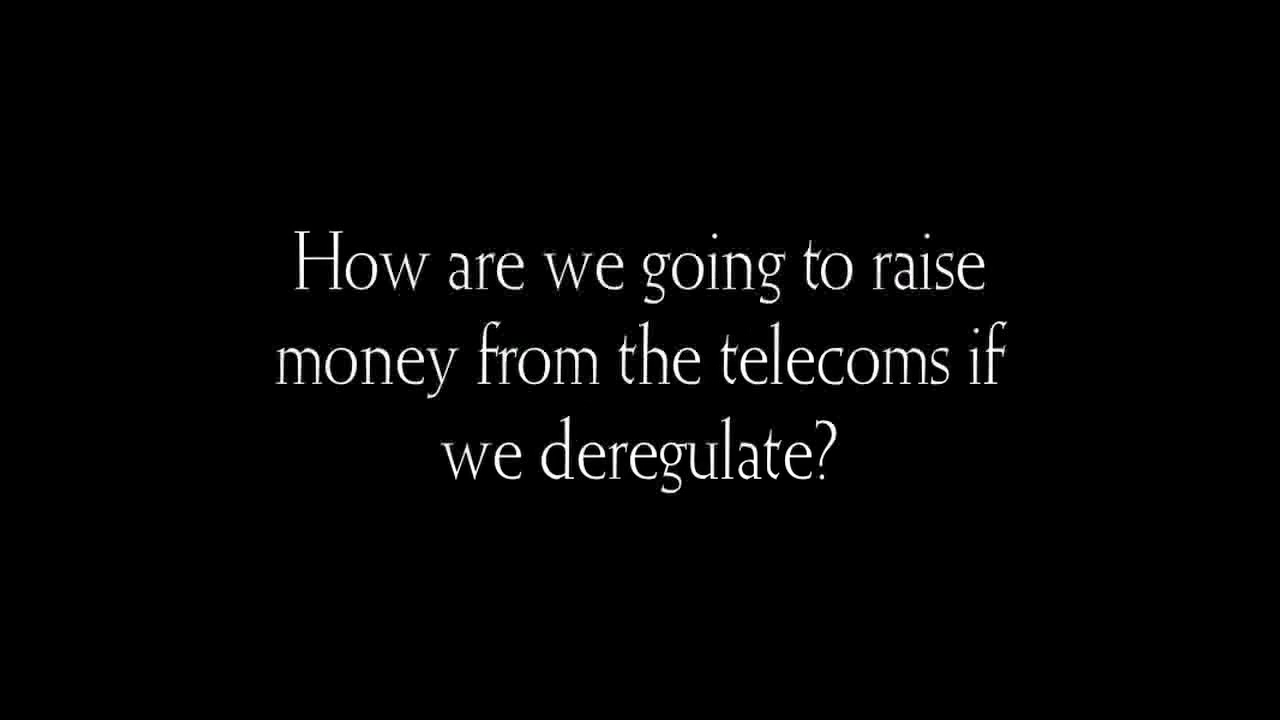 How are we going to raise
money from the telecoms if
we deregulate?